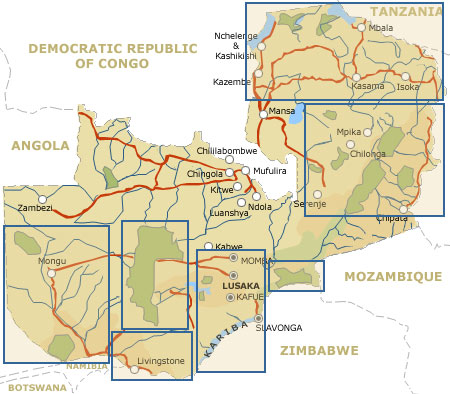 TANZANIA
Nchelenge
&
Kashikishi
Mbala
DEMOCRATIC REPUBLIC
OF CONGO
Kazembe
Kasama
Isoka
Mansa
Mpika
ANGOLA
Chililabombwe
Chilonga
Chingola
Mufulira
Kitwe
Zambezi
Luanshya
Ndola
Serenje
Chipata
Kabwe
Mongu
MOMBA
MOZAMBIQUE
LUSAKA
KAFUE
SLAVONGA
KARIBA
ZIMBABWE
Livingstone
NAMIBIA
BOTSWANA